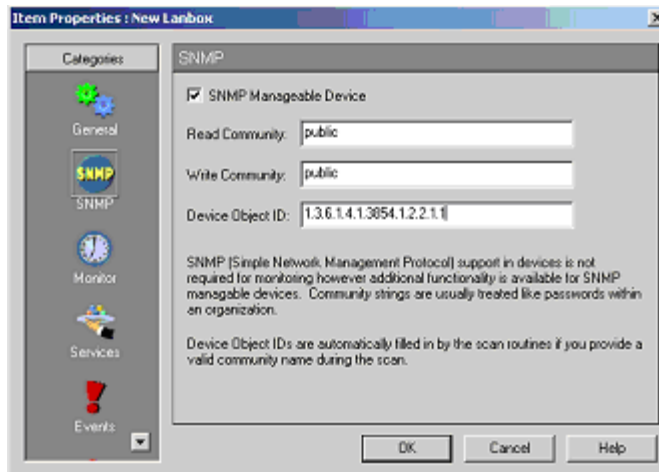 Item Properties : New Lanbox
Categories
General
SNMP
Monitor
Services
Events
SNMP
SNMP Manageable Device
Read Community: public
Write Community: public
Device Object ID: 1.3.6.1.4.1.3854.1.2.2.1.1
SNMP (Simple Network Management Protocol) support in devices is not
required for monitoring however additional functionality is available for SNMP
managable devices. Community strings are usually treated like passwords within
an organization.
Device Object IDs are automatically filled in by the scan routines if you provide a
valid community name during the scan.
OK Cancel Help